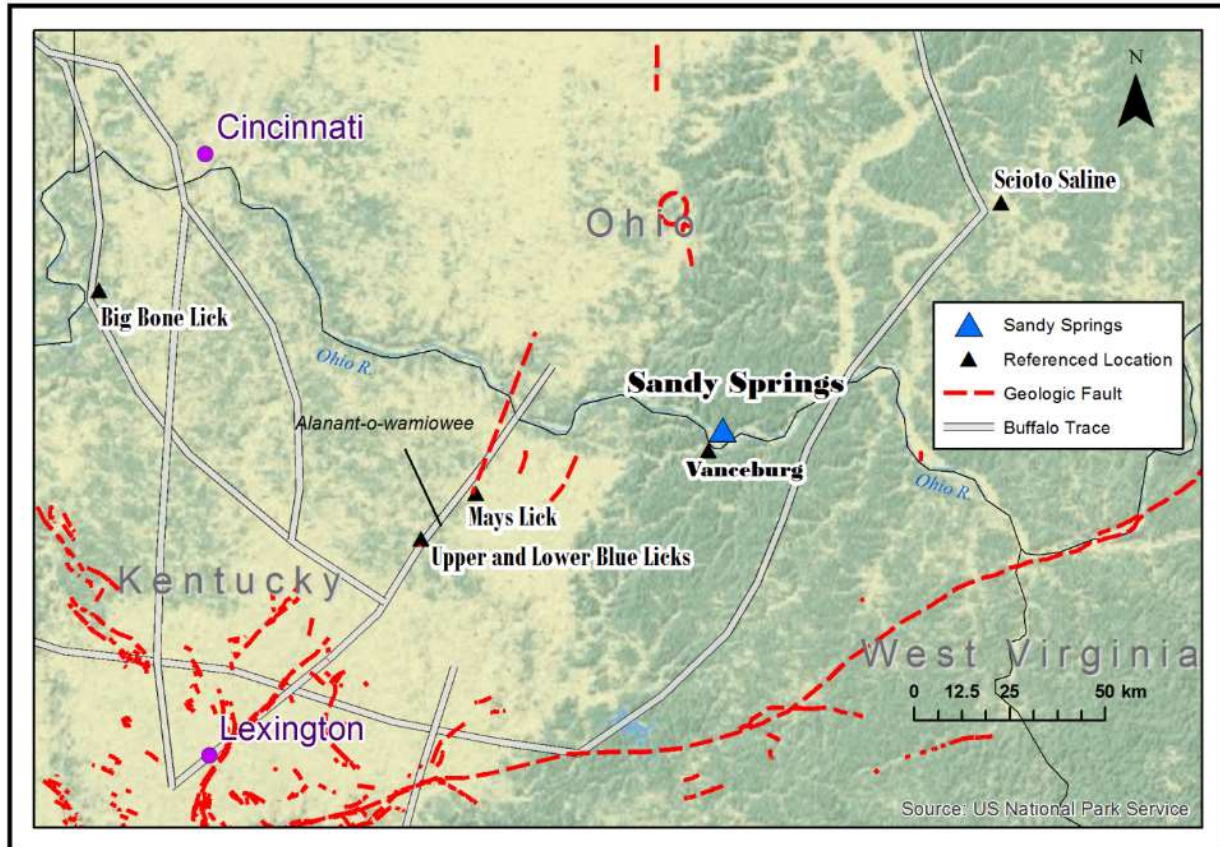 N
Cincinnati
Scioto Saline
Ohio
Big Bone Lick
Sandy Springs
Referenced Location
Geologic Fault
Buffalo Trace
Ohio R.
Sandy Springs
Alanant-o-wamiowee
Vanceburg
Ohio R.
Mays Lick
Upper and Lower Blue Licks
Kentucky
West Virginia
0 12.5 25 50 km
Lexington
Source: US National Park Service